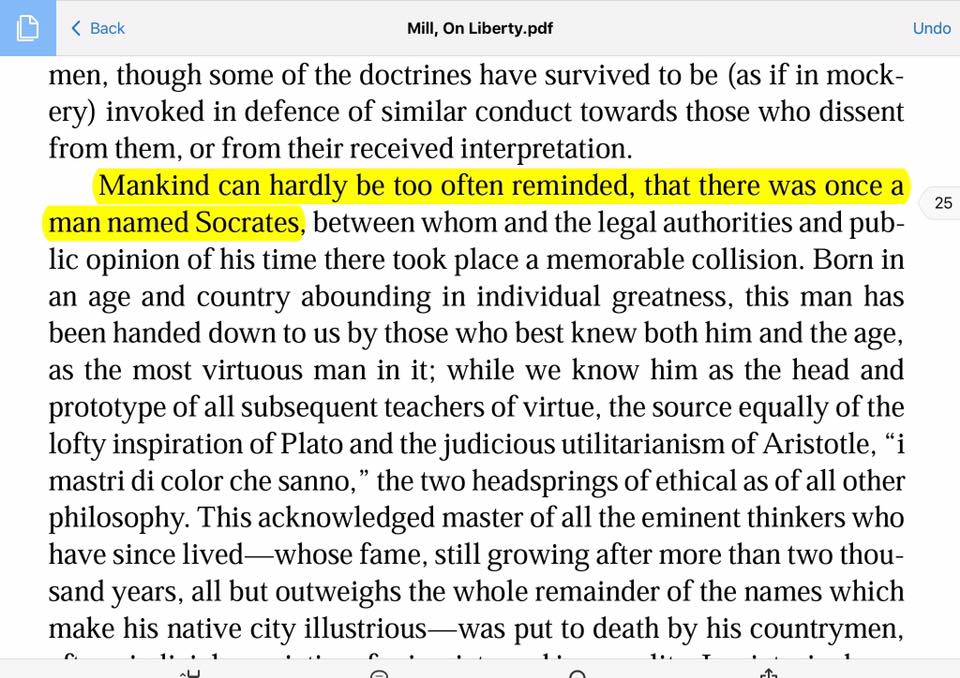 Back
Mill, On Liberty.pdf
Undo
men, though some of the doctrines have survived to be (as if in mock-
ery) invoked in defence of similar conduct towards those who dissent
from them, or from their received interpretation.
Mankind can hardly be too often reminded, that there was once a
man named Socrates, between whom and the legal authorities and pub-
25
lic opinion of his time there took place a memorable collision. Born in
an age and country abounding in individual greatness, this man has
been handed down to us by those who best knew both him and the age,
as the most virtuous man in it; while we know him as the head and
prototype of all subsequent teachers of virtue, the source equally of the
lofty inspiration of Plato and the judicious utilitarianism of Aristotle, “i
mastri di color che sanno,” the two headsprings of ethical as of all other
philosophy. This acknowledged master of all the eminent thinkers who
have since lived—whose fame, still growing after more than two thou-
sand years, all but outweighs the whole remainder of the names which
make his native city illustrious—was put to death by his countrymen,